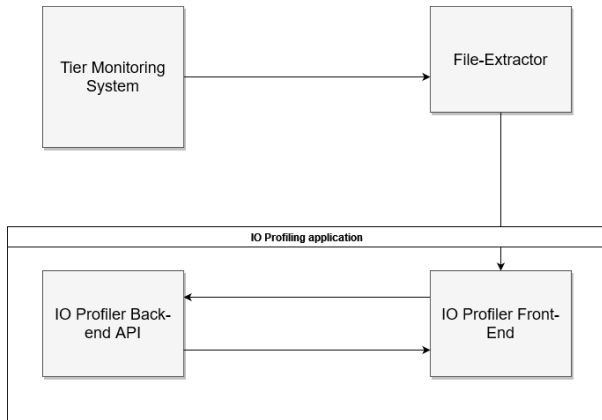 Tier Monitoring
System
File-Extractor
IO Profiling application
IO Profiler Back-
end API
IO Profiler Front-
End